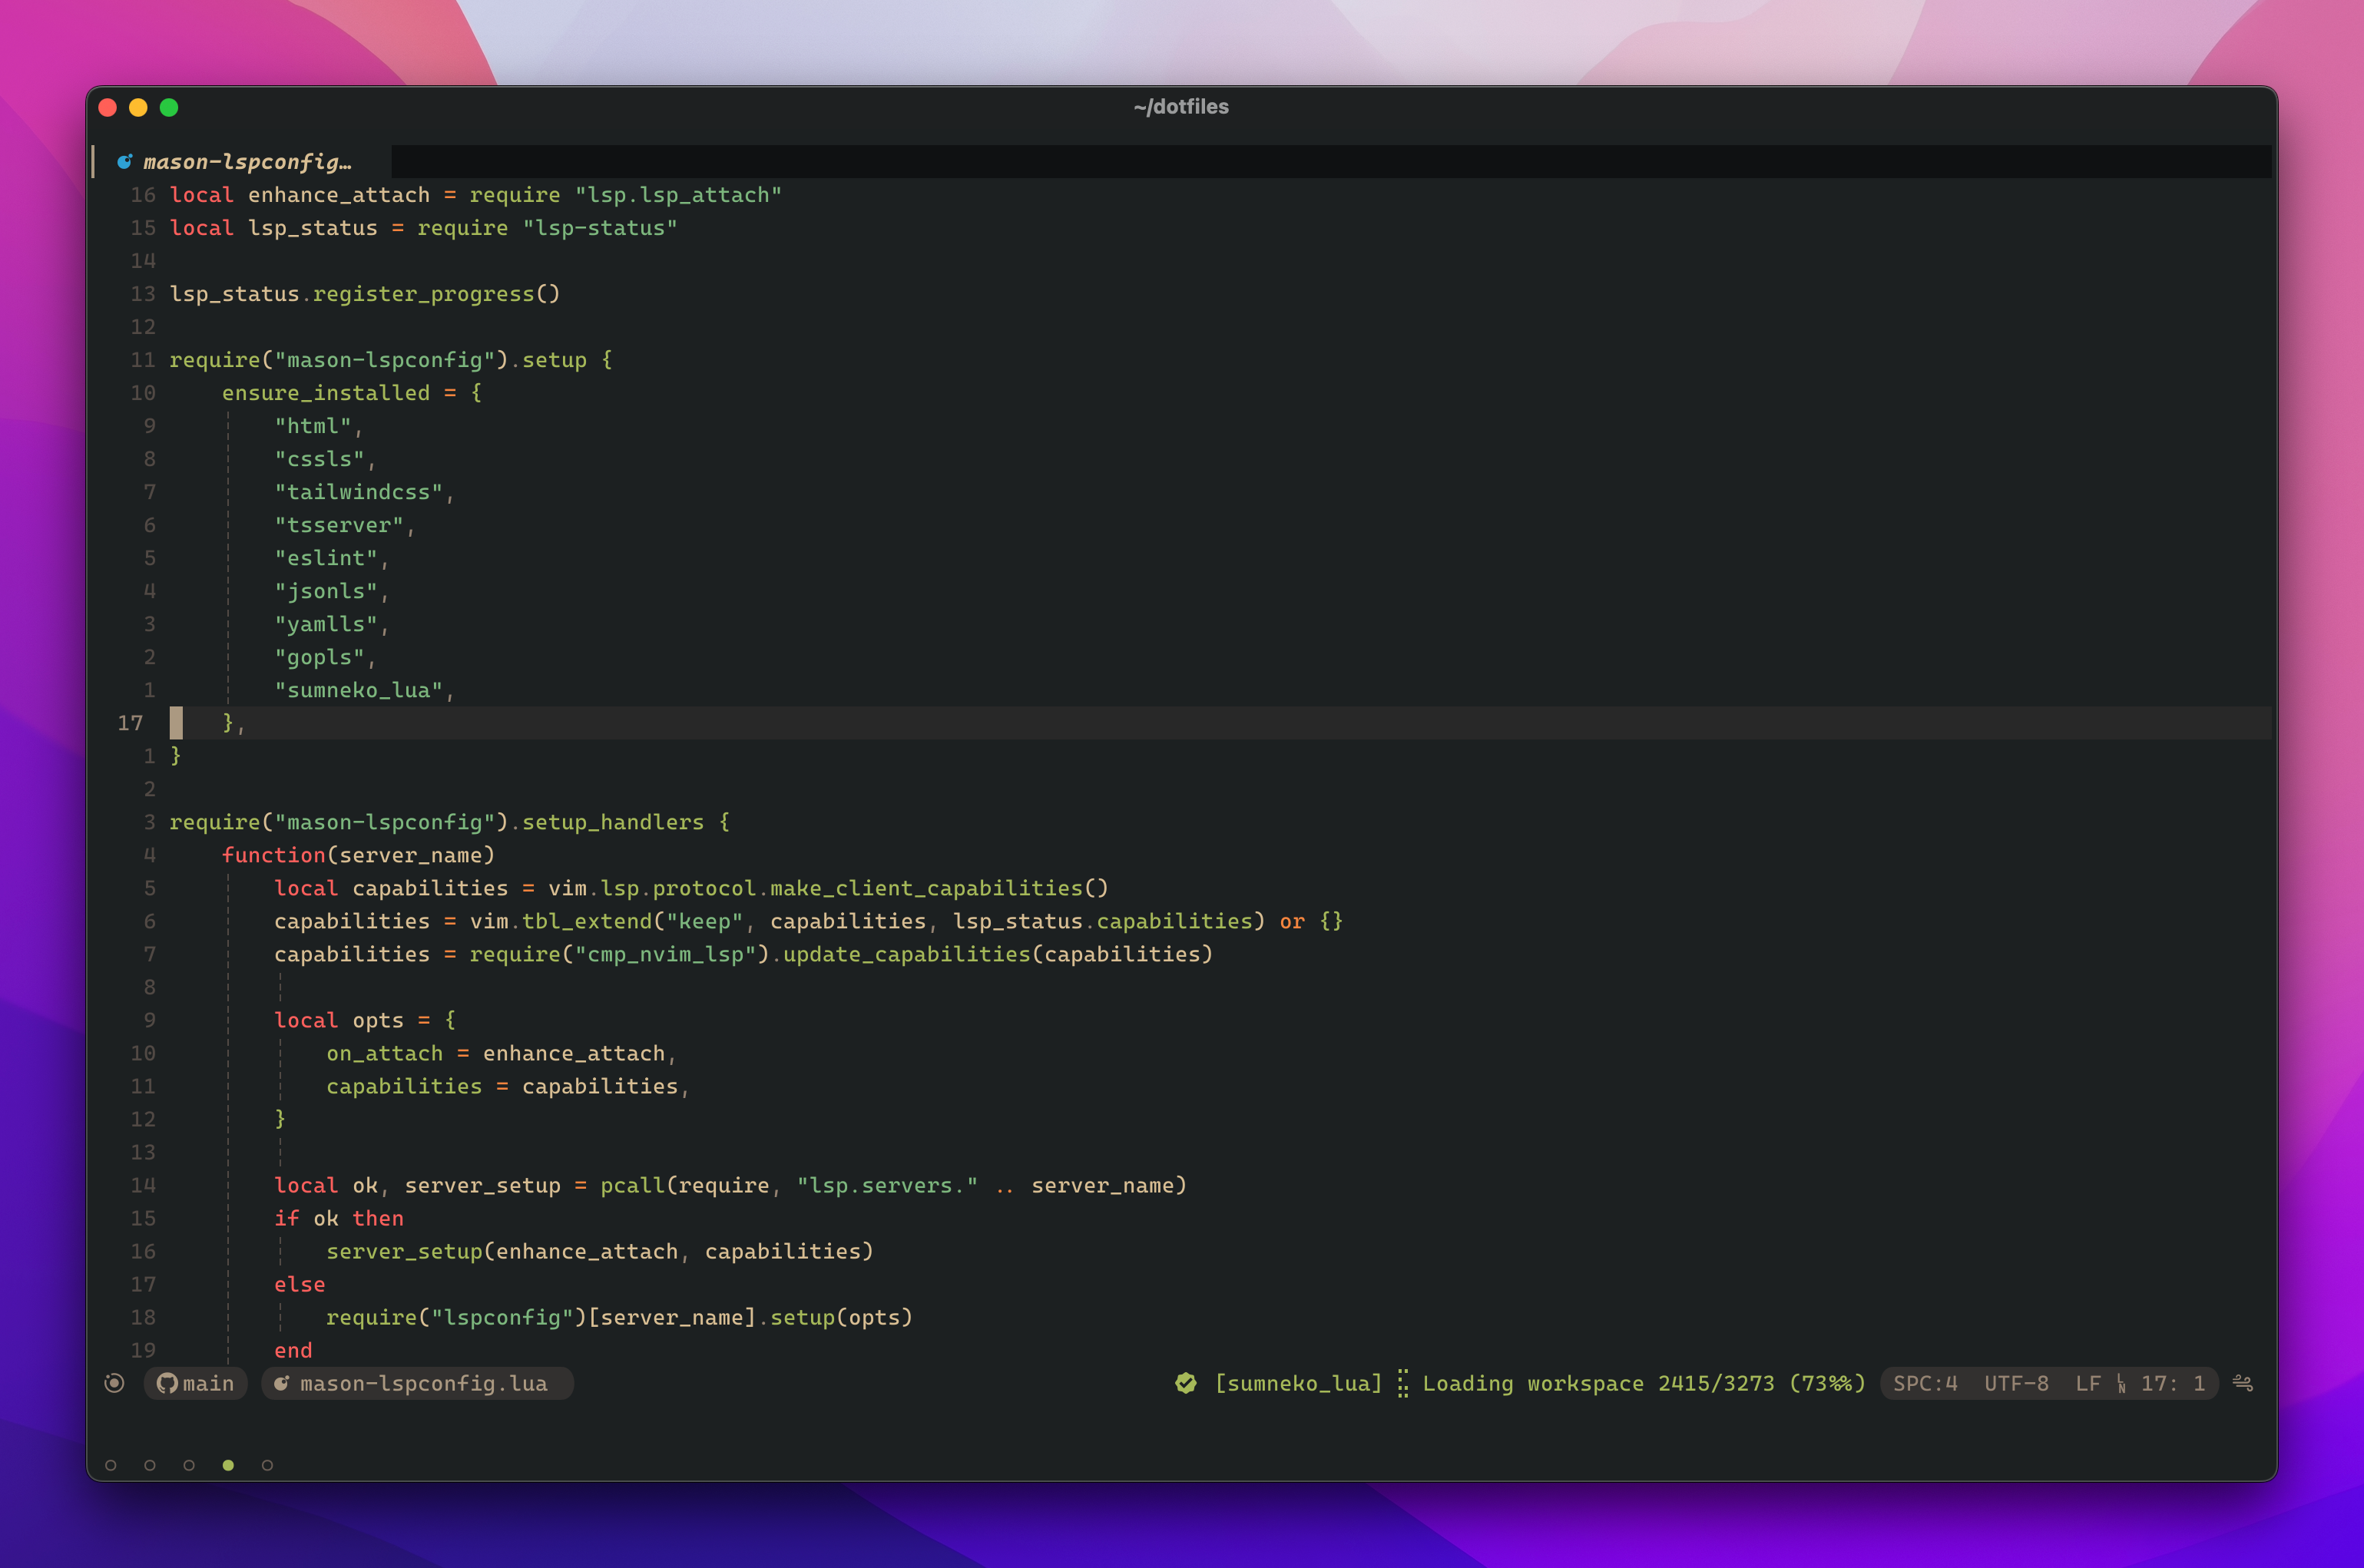 ~/dotfiles
mason-lspconfig…
16 local enhance_attach = require "lsp.lsp_attach"
15 local lsp_status = require "lsp-status"
14
13 lsp_status.register_progress()
12
11 require("mason-lspconfig").setup {
10     ensure_installed = {
9         "html",
8         "cssls",
7         "tailwindcss",
6         "tsserver",
5         "eslint",
4         "jsonls",
3         "yamlls",
2         "gopls",
1         "sumneko_lua",
17     },
1 }
2
3 require("mason-lspconfig").setup_handlers {
4     function(server_name)
5         local capabilities = vim.lsp.protocol.make_client_capabilities()
6         capabilities = vim.tbl_extend("keep", capabilities, lsp_status.capabilities) or {}
7         capabilities = require("cmp_nvim_lsp").update_capabilities(capabilities)
8
9         local opts = {
10             on_attach = enhance_attach,
11             capabilities = capabilities,
12         }
13
14         local ok, server_setup = pcall(require, "lsp.servers." .. server_name)
15         if ok then
16             server_setup(enhance_attach, capabilities)
17         else
18             require("lspconfig")[server_name].setup(opts)
19         end
main mason-lspconfig.lua [sumneko_lua] Loading workspace 2415/3273 (73%%) SPC:4 UTF-8 LF LN 17: 1